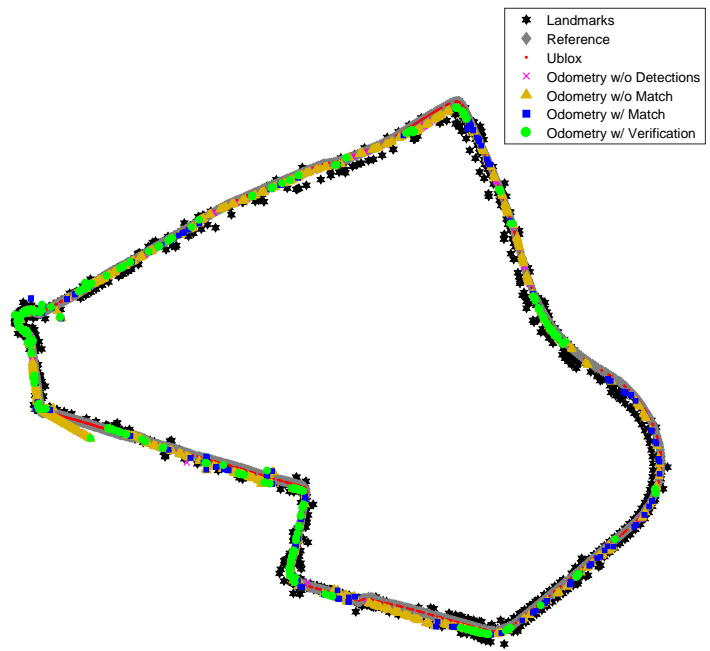 Landmarks
Reference
Ublox
Odometry w/o Detections
Odometry w/o Match
Odometry w/ Match
Odometry w/ Verification